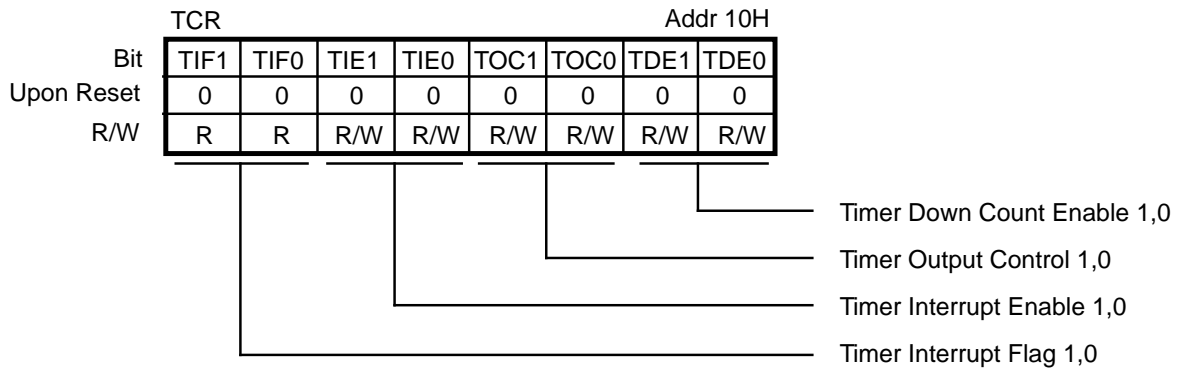 TCR Addr 10H
Bit TIF1 TIF0 TIE1 TIE0 TOC1 TOC0 TDE1 TDE0
Upon Reset 0 0 0 0 0 0 0 0
R/W R R R/W R/W R/W R/W R/W R/W
Timer Down Count Enable 1,0
Timer Output Control 1,0
Timer Interrupt Enable 1,0
Timer Interrupt Flag 1,0